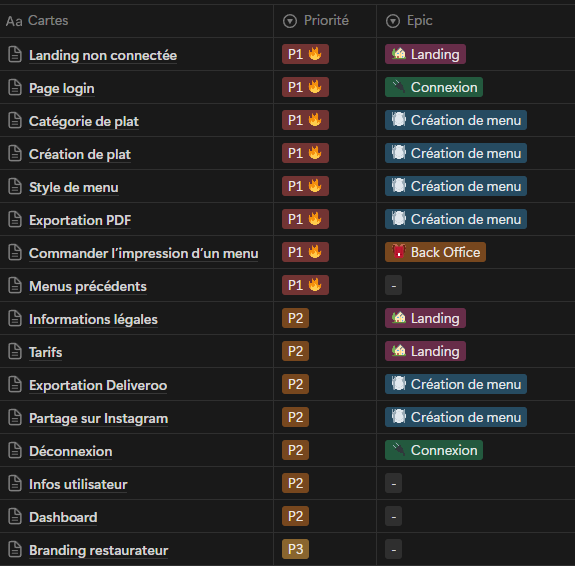 Aa Cartes Priorité Epic
Landing non connectée P1 🔥 Landing
Page login P1 🔥 Connexion
Catégorie de plat P1 🔥 Création de menu
Création de plat P1 🔥 Création de menu
Style de menu P1 🔥 Création de menu
Exportation PDF P1 🔥 Création de menu
Commander l’impression d’un menu P1 🔥 Back Office
Menus précédents P1 🔥 -
Informations légales P2 Landing
Tarifs P2 Landing
Exportation Deliveroo P2 Création de menu
Partage sur Instagram P2 Création de menu
Déconnexion P2 Connexion
Infos utilisateur P2 -
Dashboard P2 -
Branding restaurateur P3 -